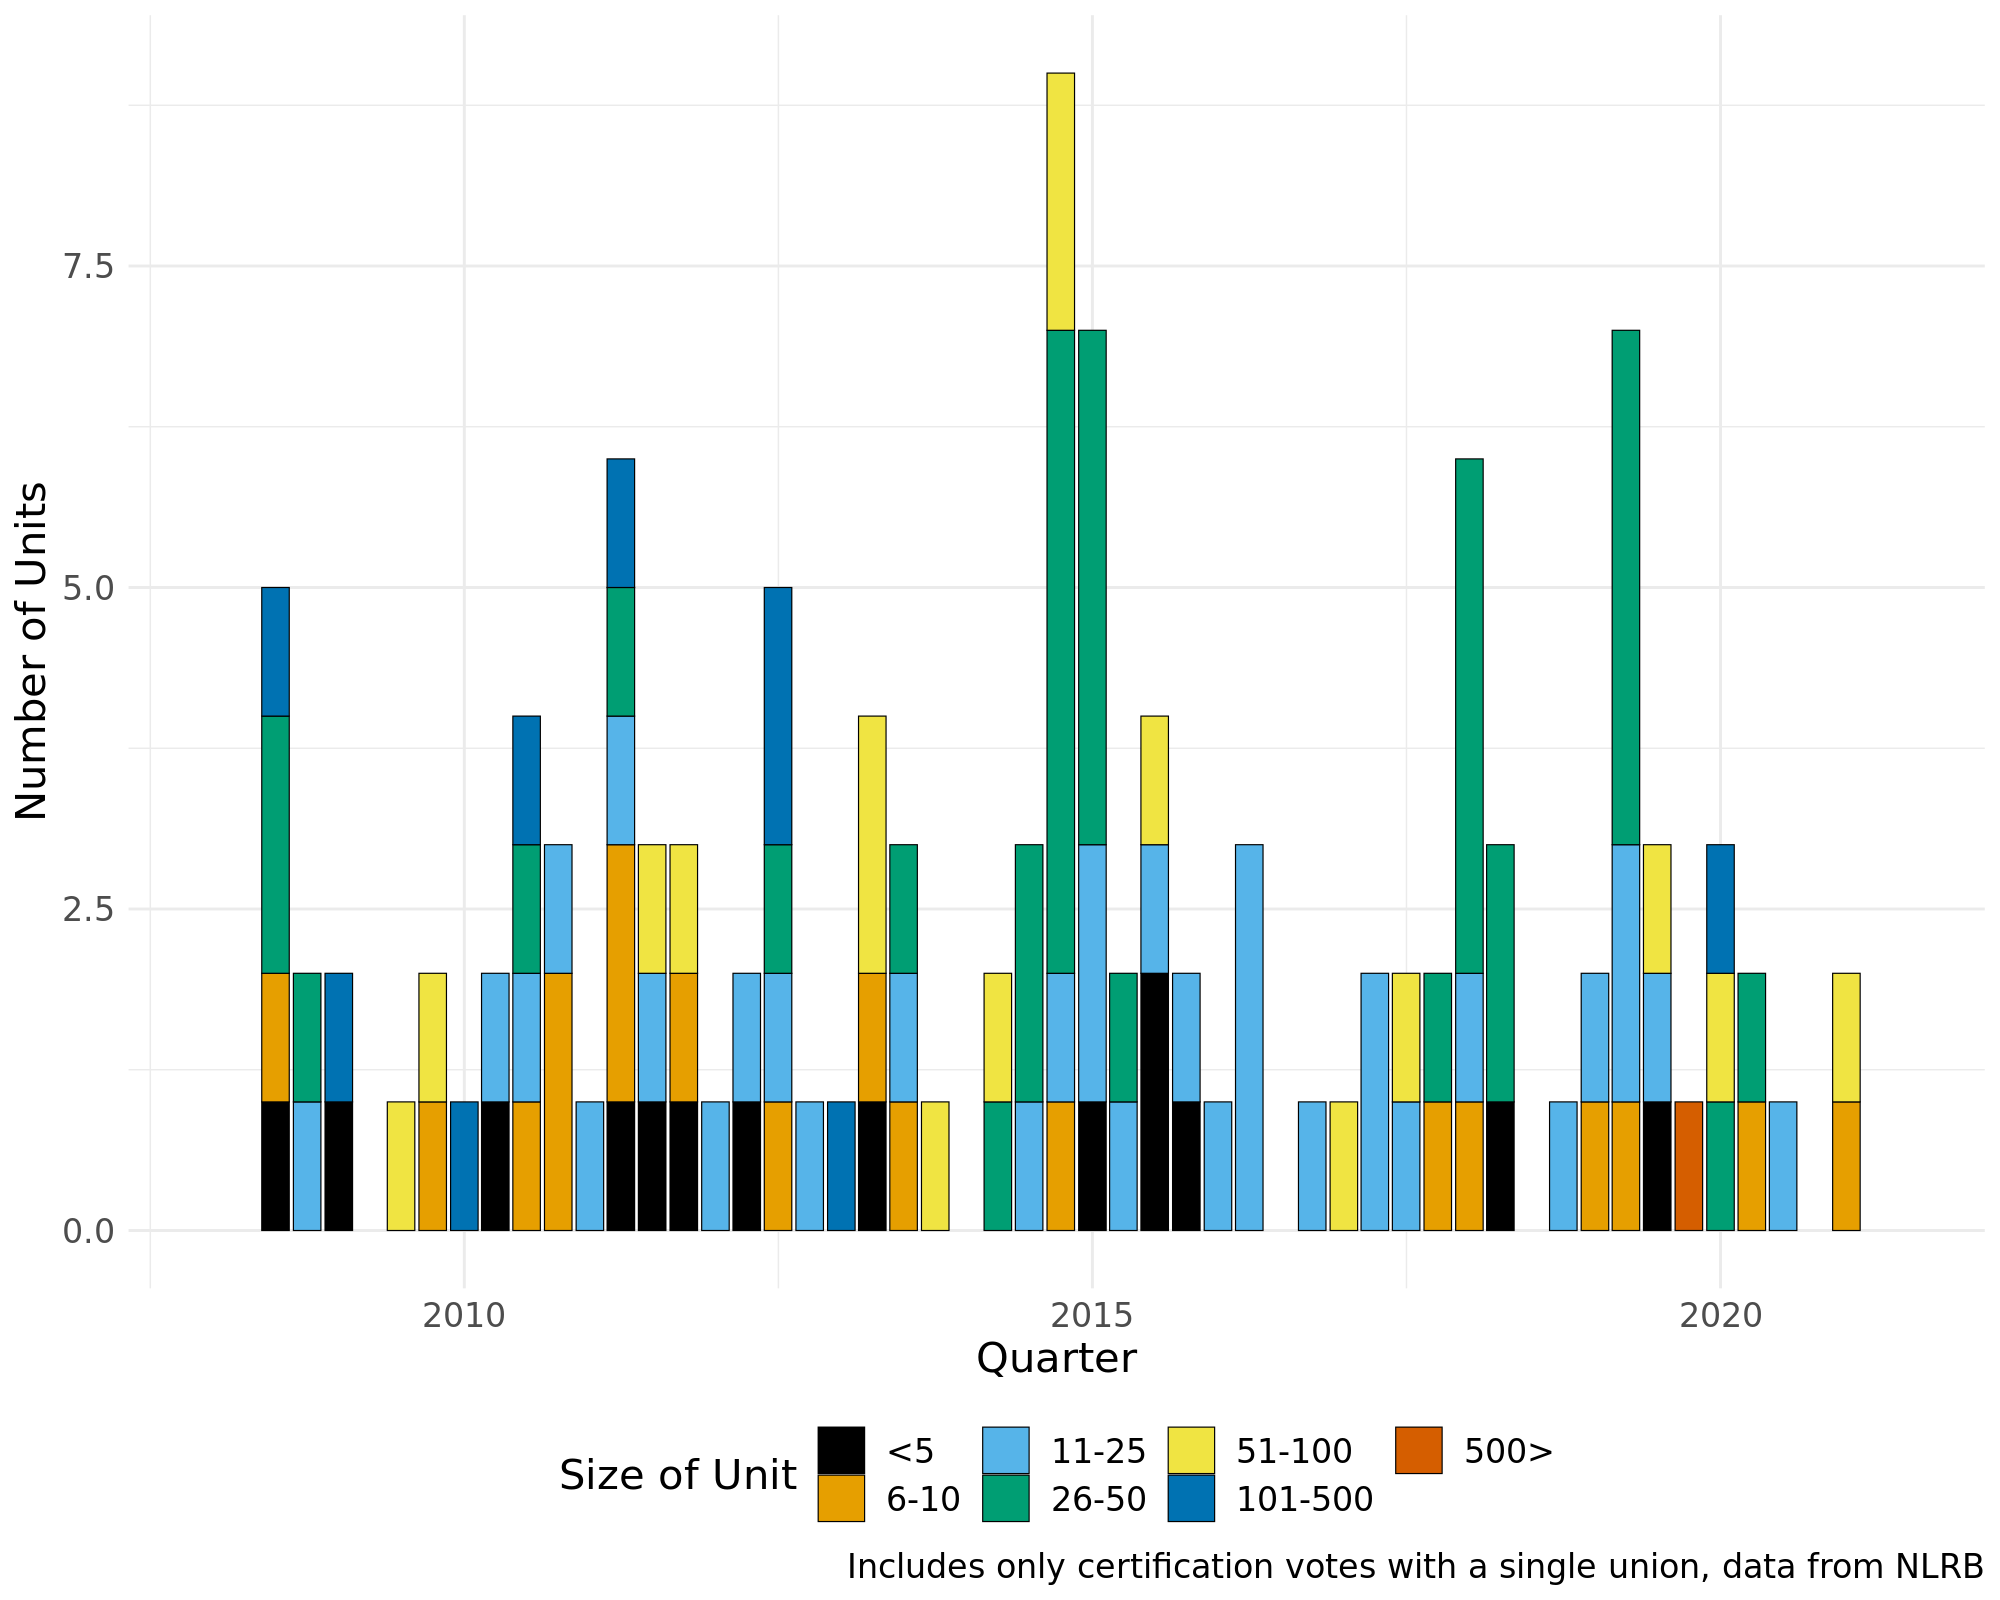 7.5
5.0
2.5
0.0
Number of Units
2010 2015 2020
Quarter
Size of Unit
<5 11-25 51-100 500>
6-10 26-50 101-500
Includes only certification votes with a single union, data from NLRB